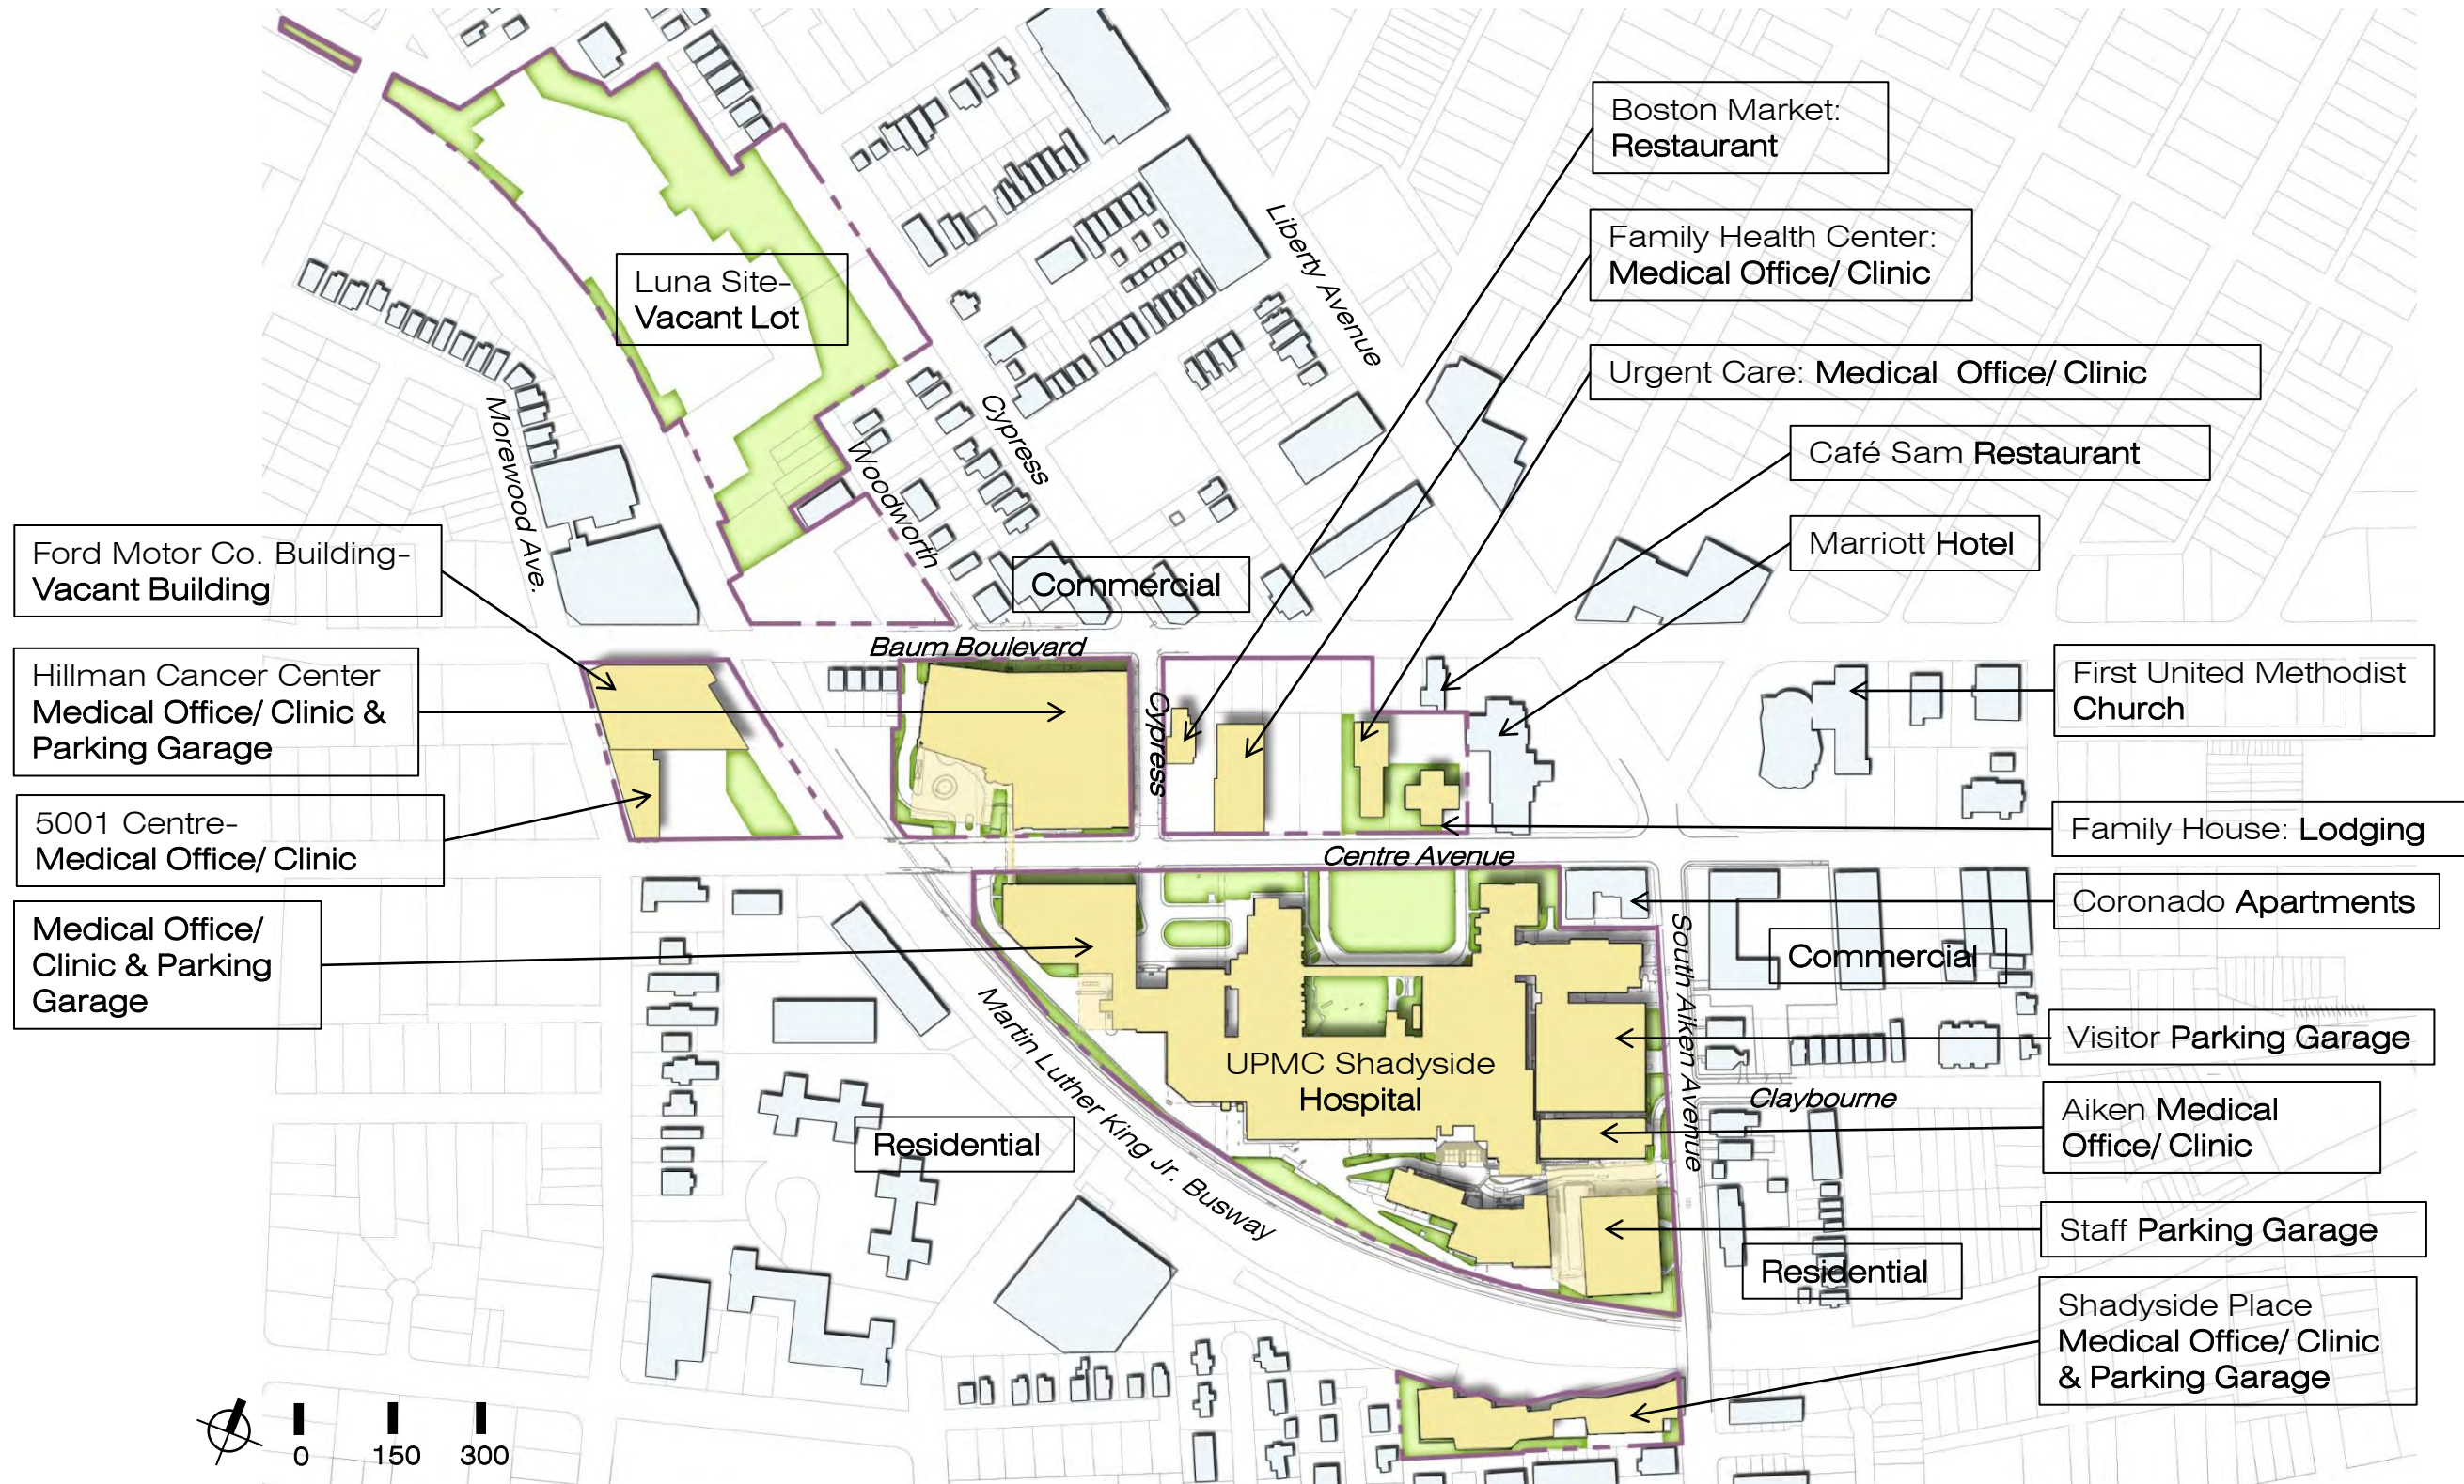 Boston Market:
Restaurant
Family Health Center:
Medical Office/ Clinic
Urgent Care: Medical Office/ Clinic
Café Sam Restaurant
Marriott Hotel
Luna Site-
Vacant Lot
Liberty Avenue
Cypress
Woodworth
Morewood Ave.
Commercial
Baum Boulevard
Ford Motor Co. Building-
Vacant Building
Hillman Cancer Center
Medical Office/ Clinic &
Parking Garage
5001 Centre-
Medical Office/ Clinic
Medical Office/
Clinic & Parking
Garage
Cypress
Centre Avenue
First United Methodist
Church
Family House: Lodging
Coronado Apartments
Commercial
South Aiken Avenue
Visitor Parking Garage
UPMC Shadyside
Hospital
Claybourne
Aiken Medical
Office/ Clinic
Martin Luther King Jr. Busway
Residential
Staff Parking Garage
Residential
Shadyside Place
Medical Office/ Clinic
& Parking Garage
0 150 300